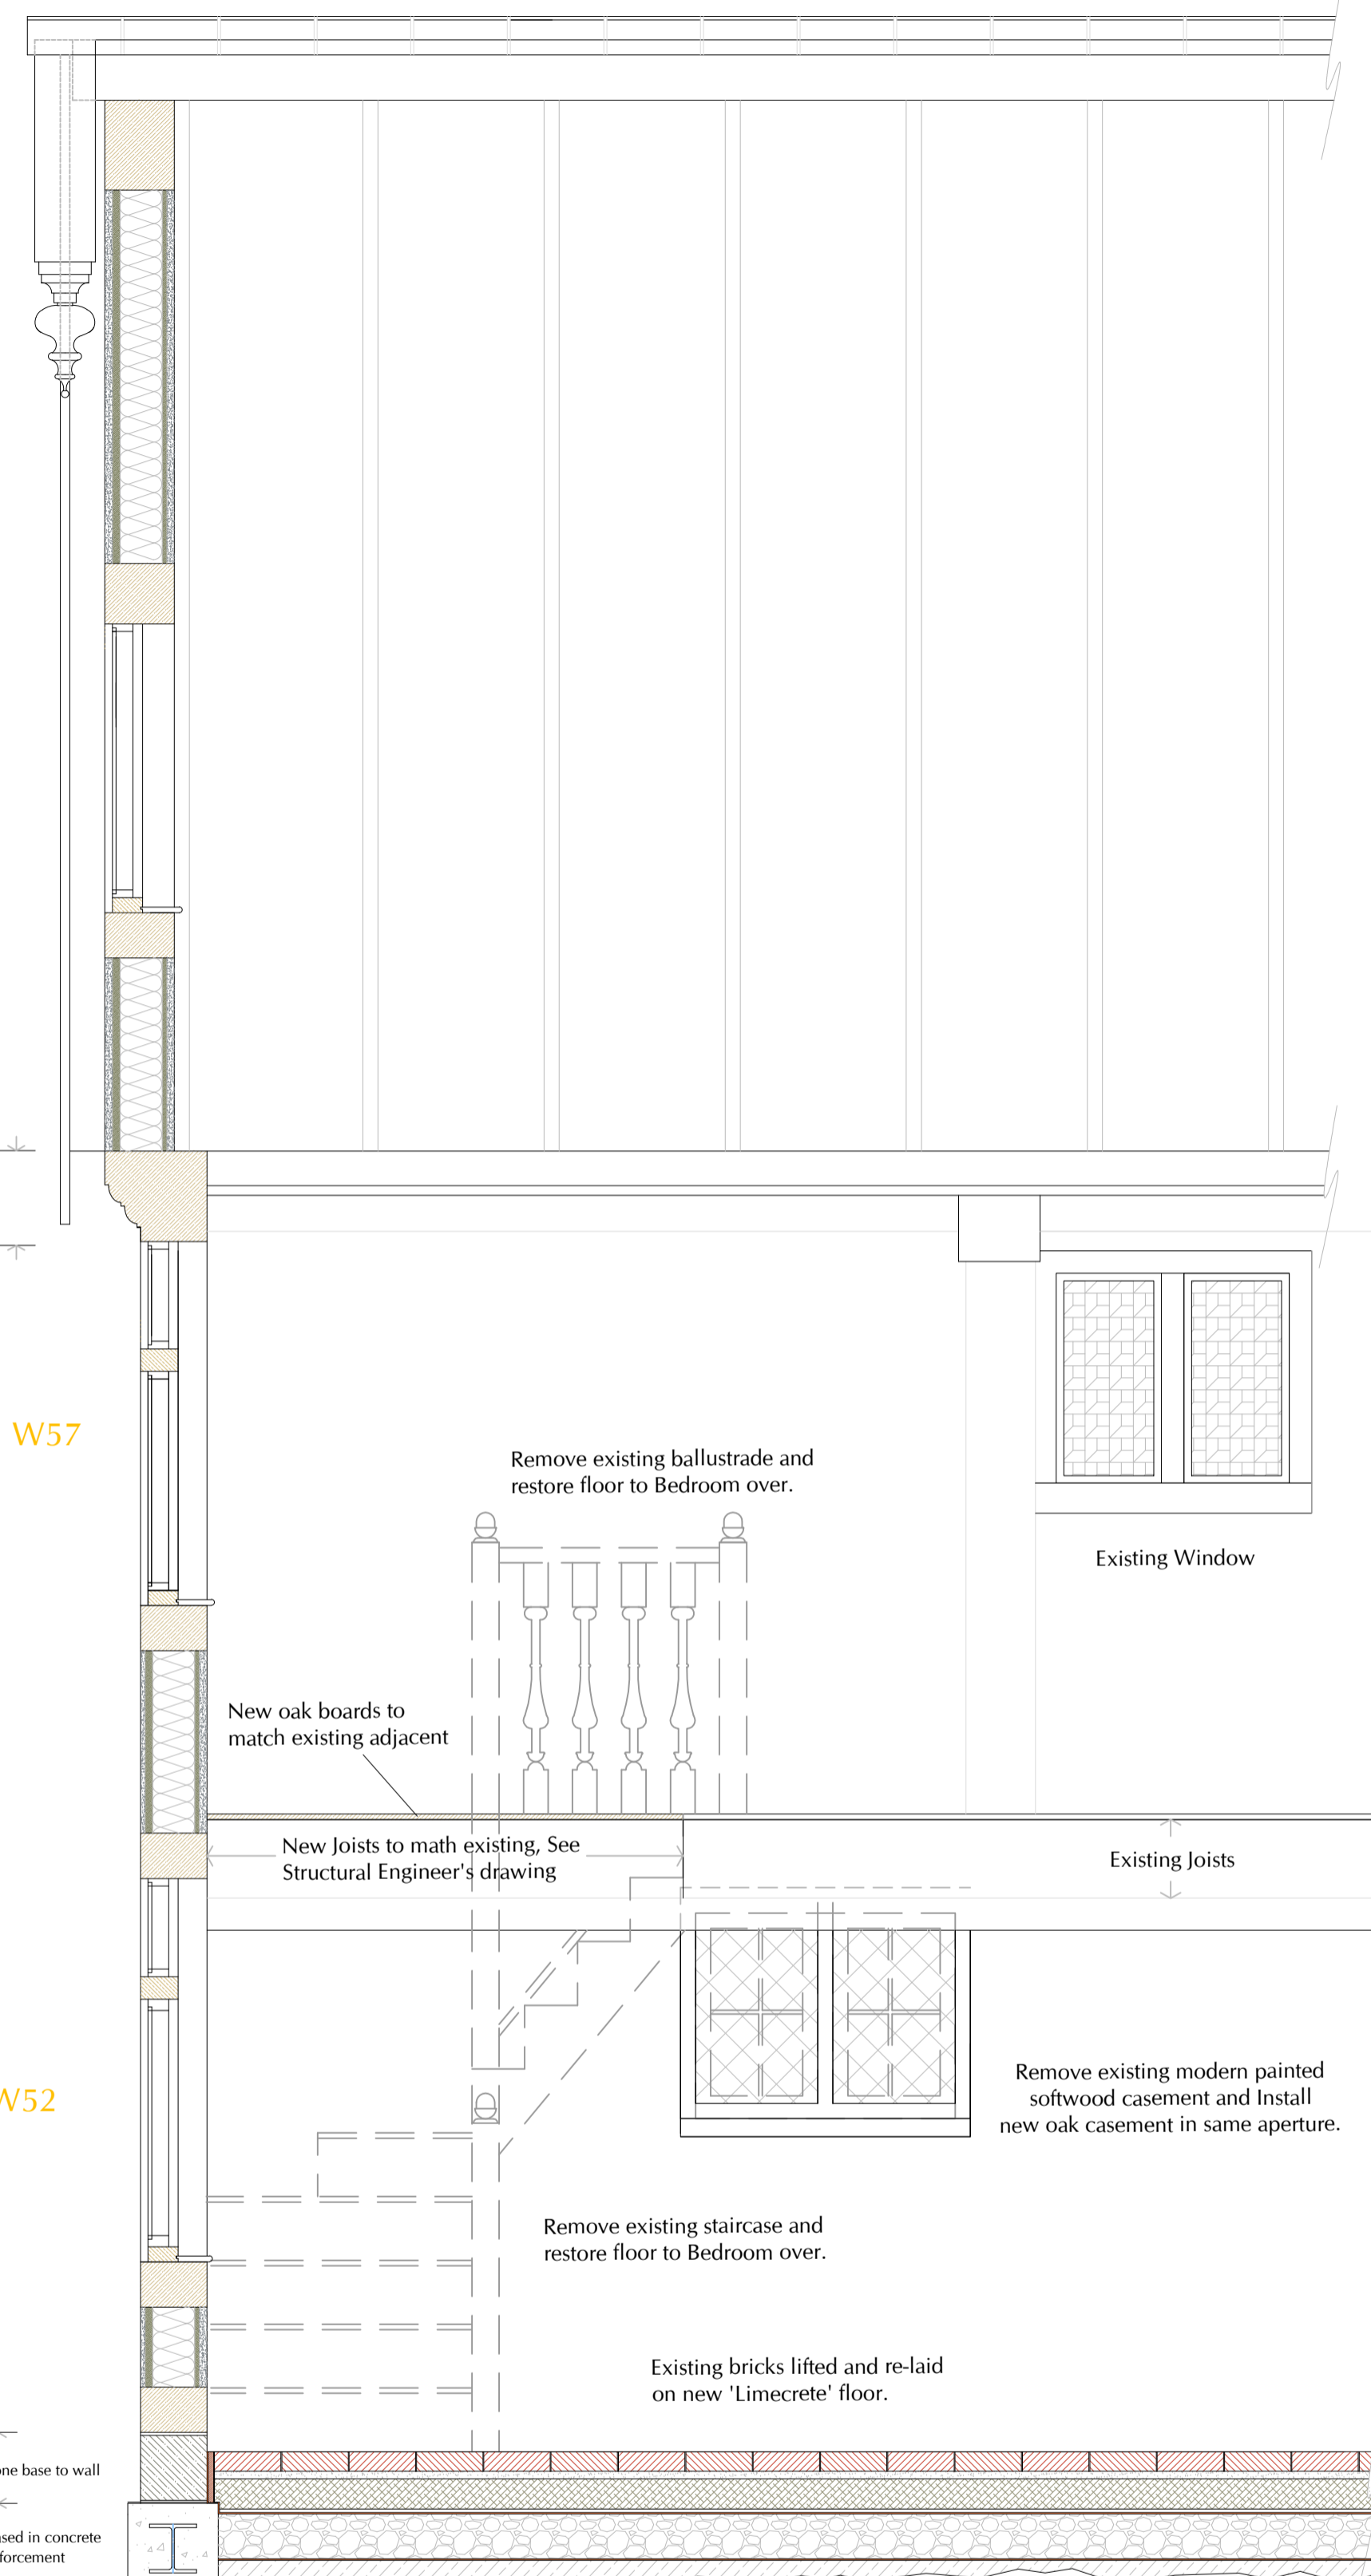 W57
Remove existing ballustrade and
restore floor to Bedroom over.
Existing Window
New oak boards to
match existing adjacent
New Joists to math existing, See
Structural Engineer's drawing
Existing Joists
W52
Remove existing modern painted
softwood casement and Install
new oak casement in same aperture.
Remove existing staircase and
restore floor to Bedroom over.
Existing bricks lifted and re-laid
on new 'Limecrete' floor.
base to wall
in concrete